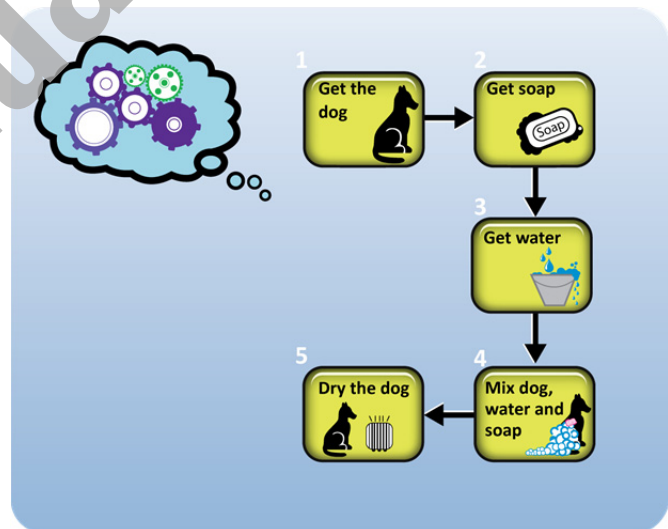 1
Get the
dog
2
Get soap
Soap
3
Get water
4
Mix dog,
water and
soap
5
Dry the dog